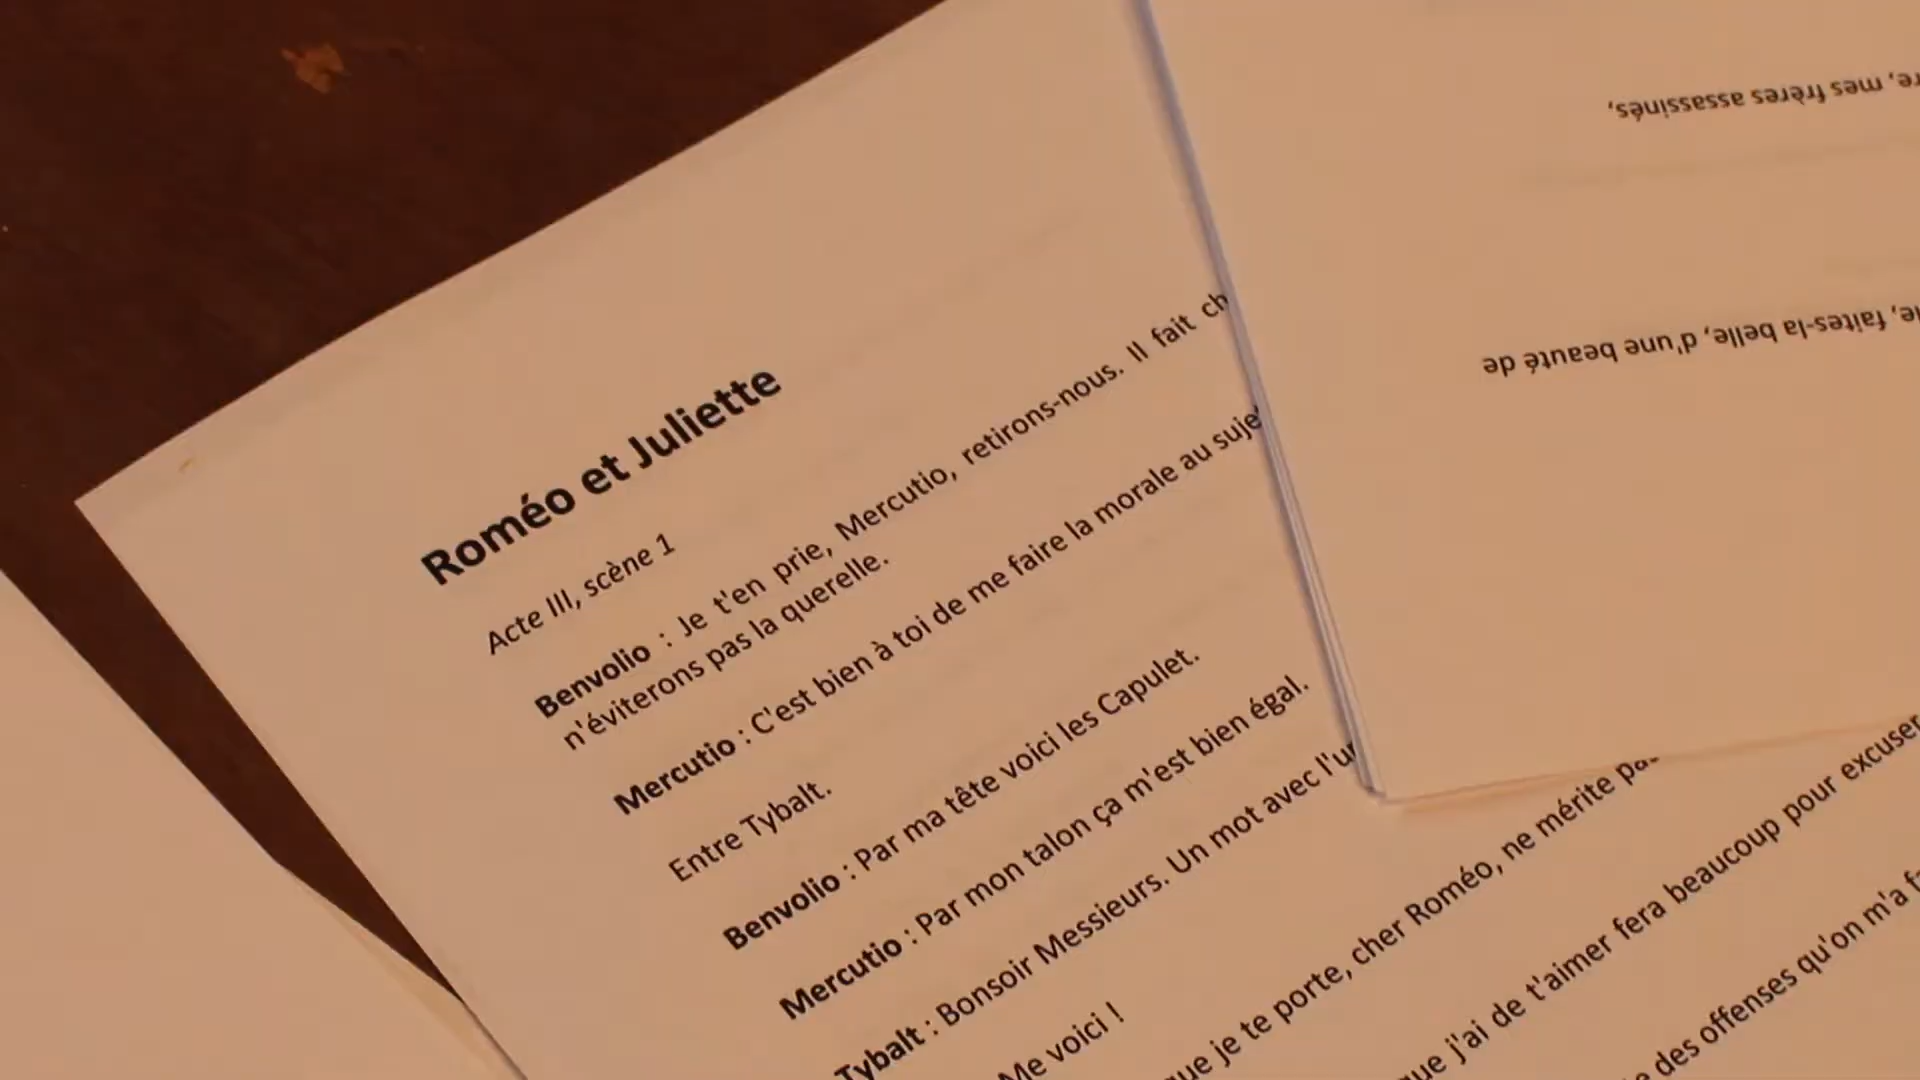 Roméo et Juliette
Acte III, scène 1
Benvolio : Je t'en prie, Mercutio, retirons-nous. Il fait
n'éviterons pas la querelle.
Mercutio : C'est bien à toi de me faire la morale au
Entre Tybalt.
Benvolio : Par ma tête voici les Capulet.
Mercutio : Par mon talon ça m'est bien égal.
Tybalt : Bonsoir Messieurs. Un mot avec
Me voici !
que je te porte, cher Roméo, ne mérite
que j'ai de t'aimer fera beaucoup pour excuser
des offenses qu'on m'a
mes frères assassinés,
faites-la belle, d'une beauté de